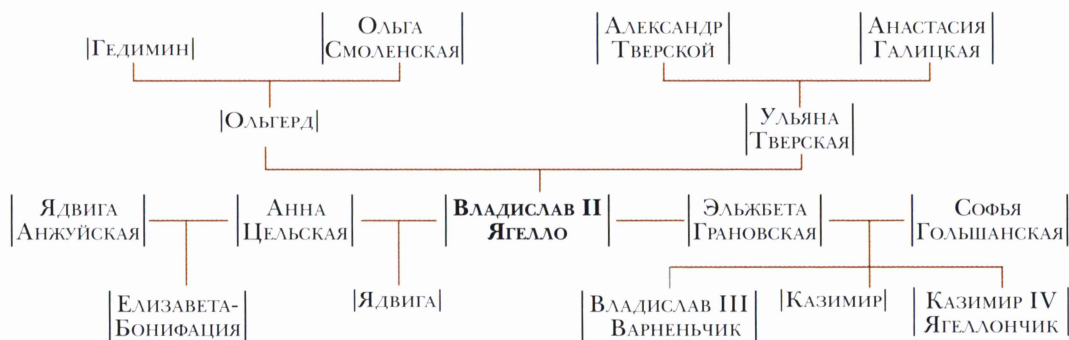 Гедимин
Ольга
Смоленская
Александр
Тверской
Анастасия
Галицкая
Ольгерд
Ульяна
Тверская
Ядвига
Анжуйская
Анна
Цельская
Владислав II
Ягелло
Эльжбета
Грановская
Софья
Гольшанская
Елизавета-
Бонифация
Ядвига
Владислав III
Варненьчик
Казимир
Казимир IV
Ягеллончик